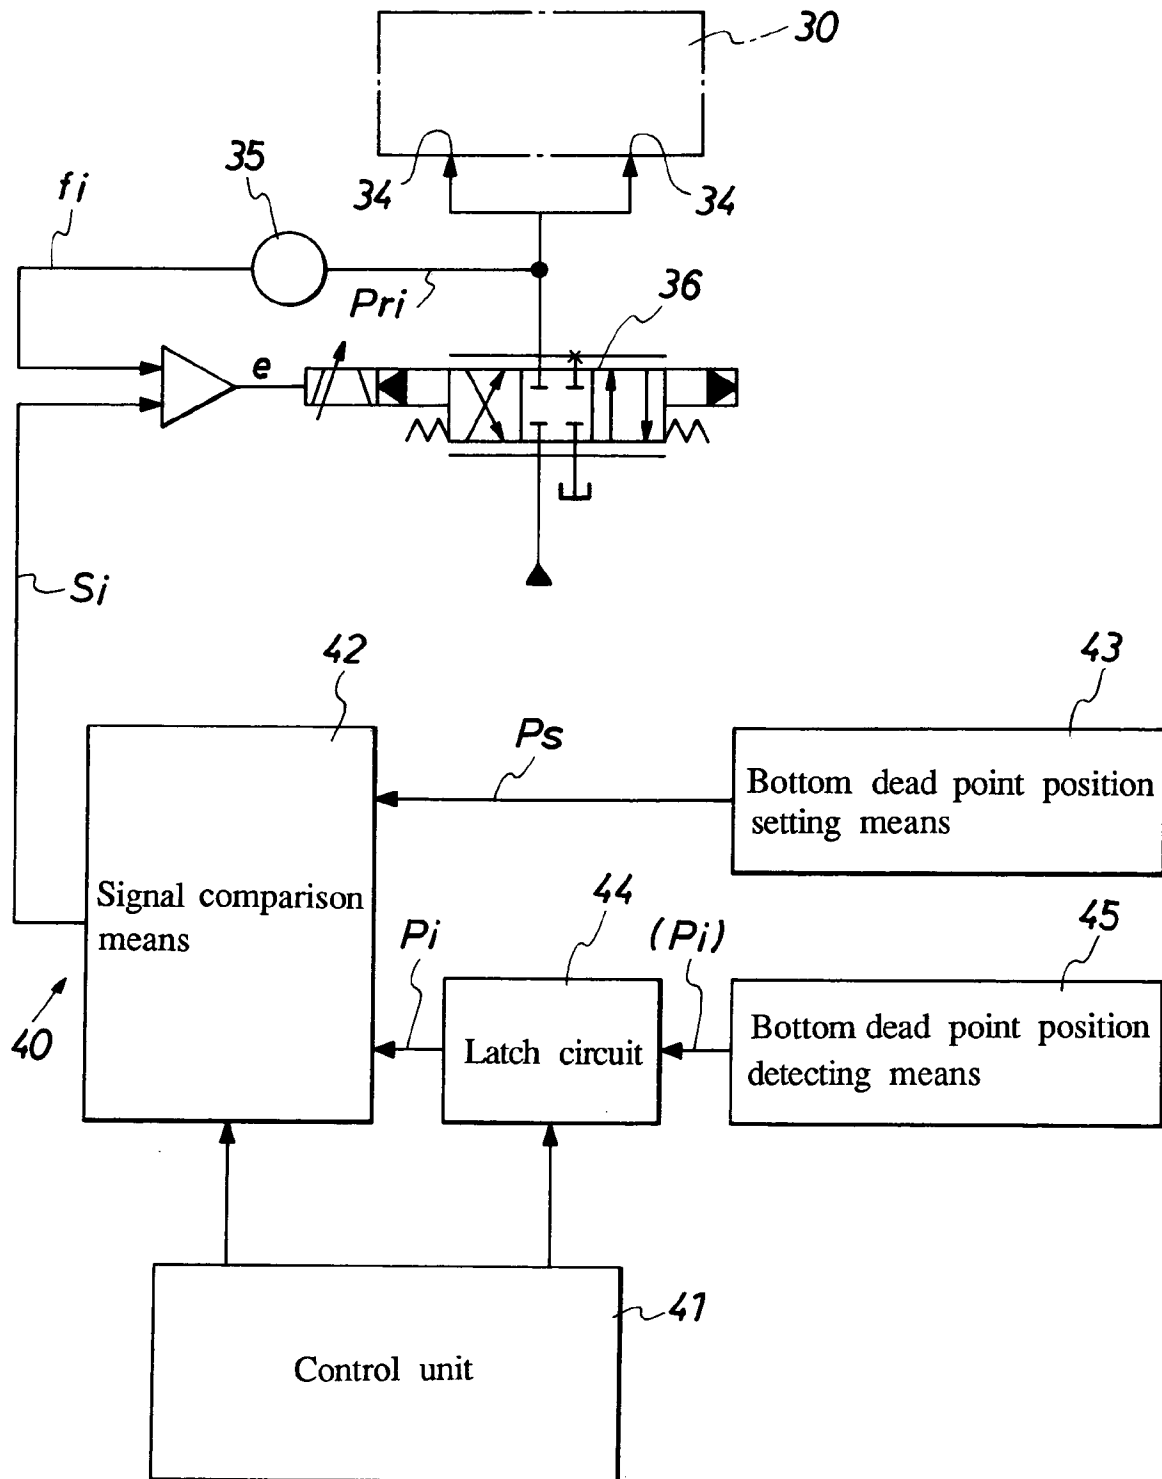 30
35
34
34
fi
Pri
36
e
Si
42
43
Ps
Bottom dead point position
setting means
Signal comparison
means
44
45
Pi
(Pi)
40
Latch circuit
Bottom dead point position
detecting means
41
Control unit